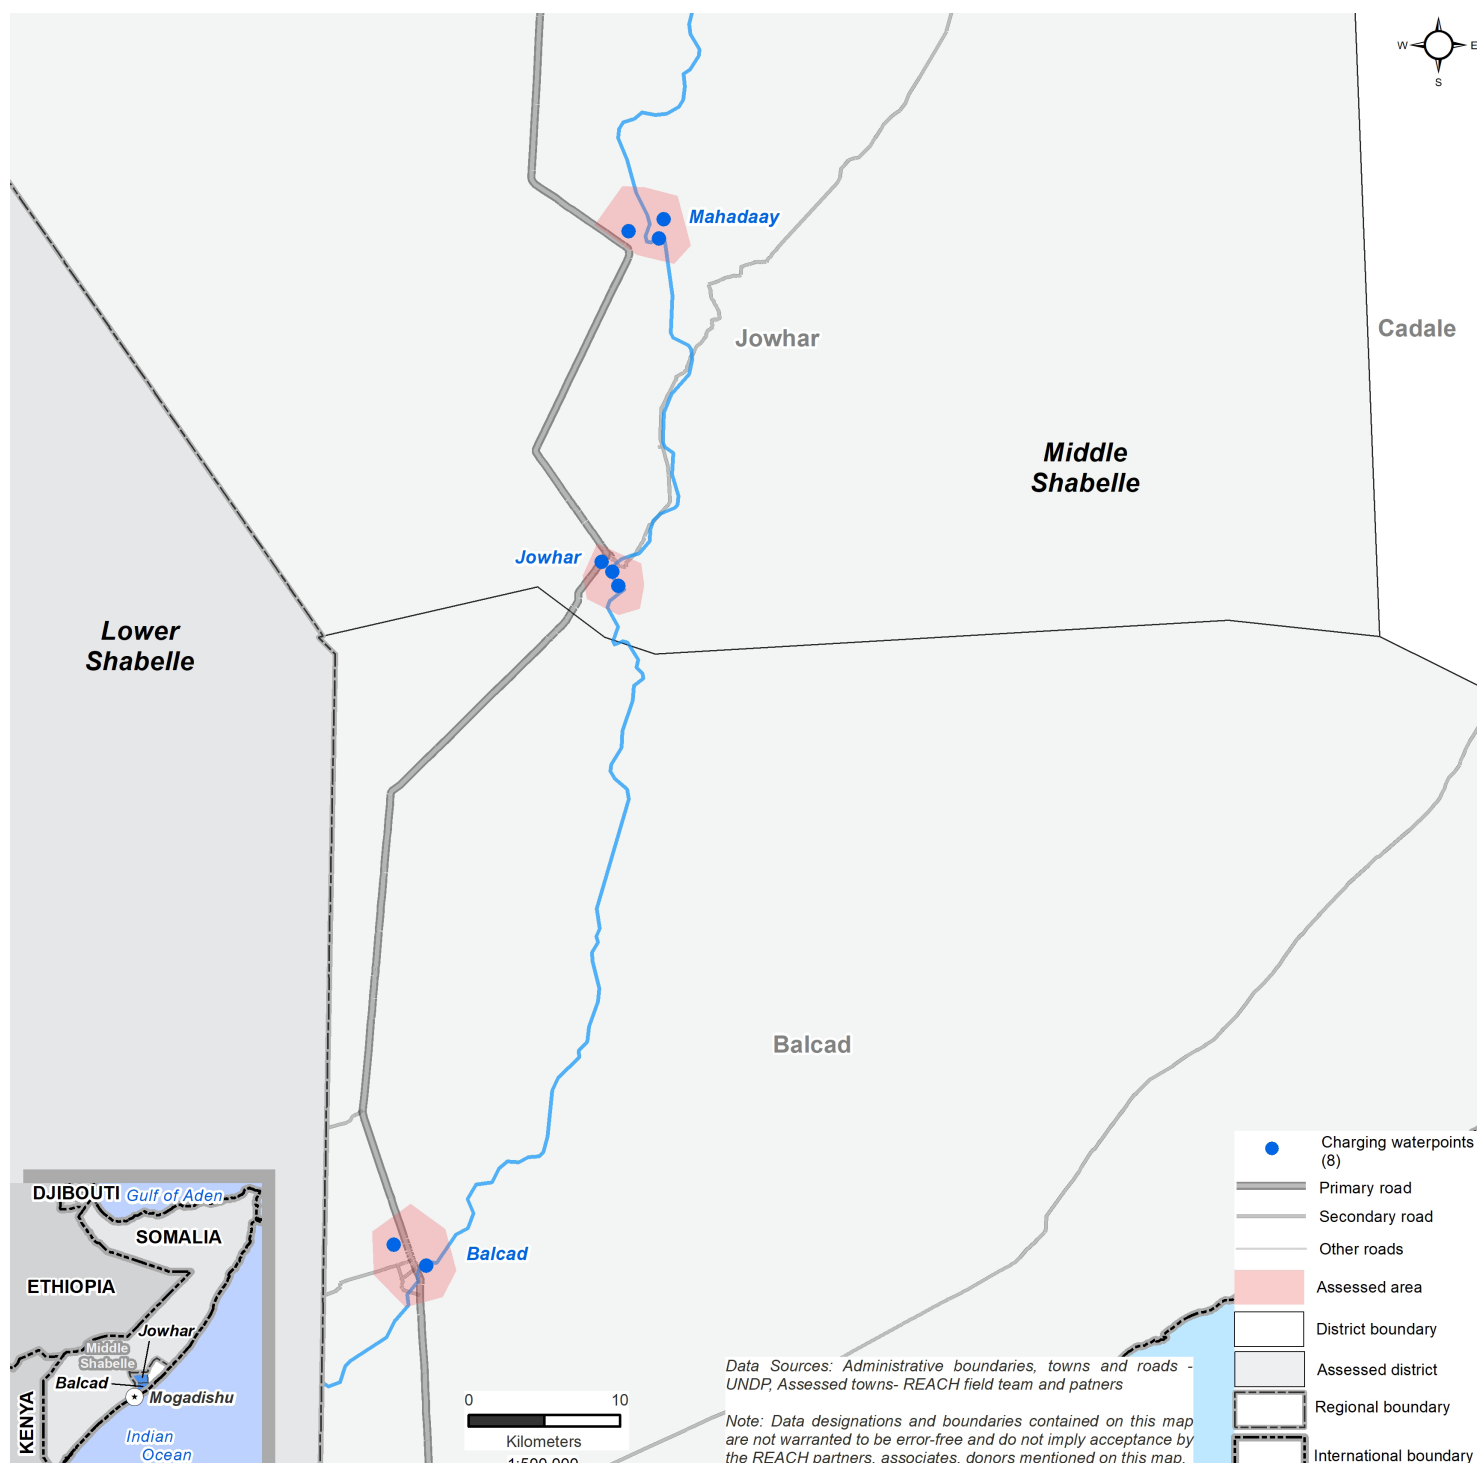 W
E
S
Mahadaay
Jowhar
Cadale
Middle
Shabelle
Jowhar
Lower
Shabelle
Balcad
Balcad
Charging waterpoints
(8)
Primary road
Secondary road
Other roads
Assessed area
District boundary
Assessed district
Regional boundary
International boundary
DJIBOUTI
Gulf of Aden
SOMALIA
ETHIOPIA
Jowhar
Middle
Shabelle
Balcad
Mogadishu
KENYA
Indian
Ocean
0 10
Kilometers
1:500,000
Data Sources: Administrative boundaries, towns and roads -
UNDP, Assessed towns- REACH field team and patners
Note: Data designations and boundaries contained on this map
are not warranted to be error-free and do not imply acceptance by
the REACH partners, associates, donors mentioned on this map.